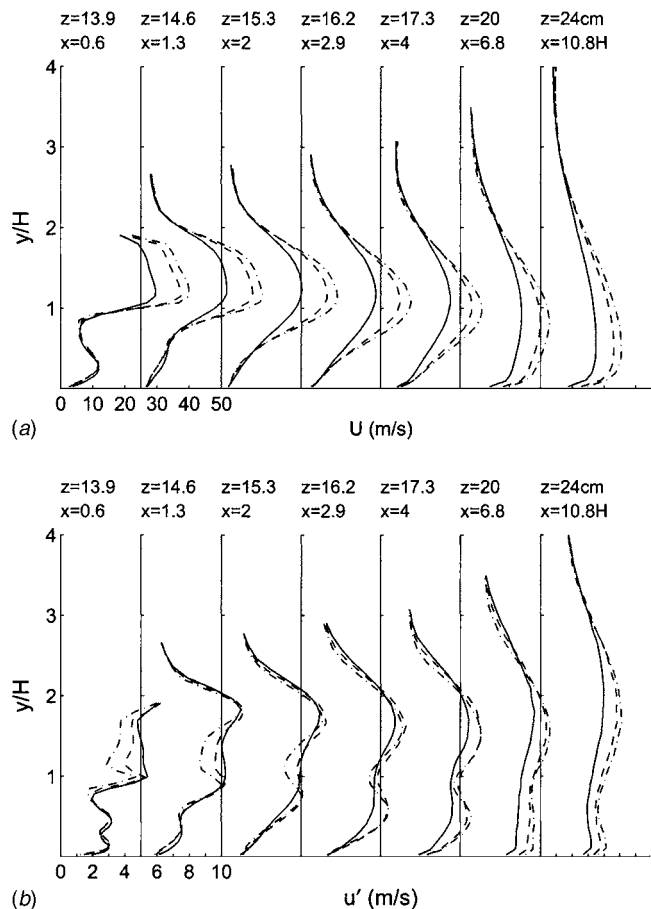 z=13.9 z=14.6 z=15.3 z=16.2 z=17.3 z=20 z=24cm
x=0.6 x=1.3 x=2 x=2.9 x=4 x=6.8 x=10.8H
4
3
2
1
0
y/H
0 10 20 30 40 50
(a) U (m/s)
z=13.9 z=14.6 z=15.3 z=16.2 z=17.3 z=20 z=24cm
x=0.6 x=1.3 x=2 x=2.9 x=4 x=6.8 x=10.8H
4
3
2
1
y/H
0 2 4 6 8 10
(b) u′ (m/s)